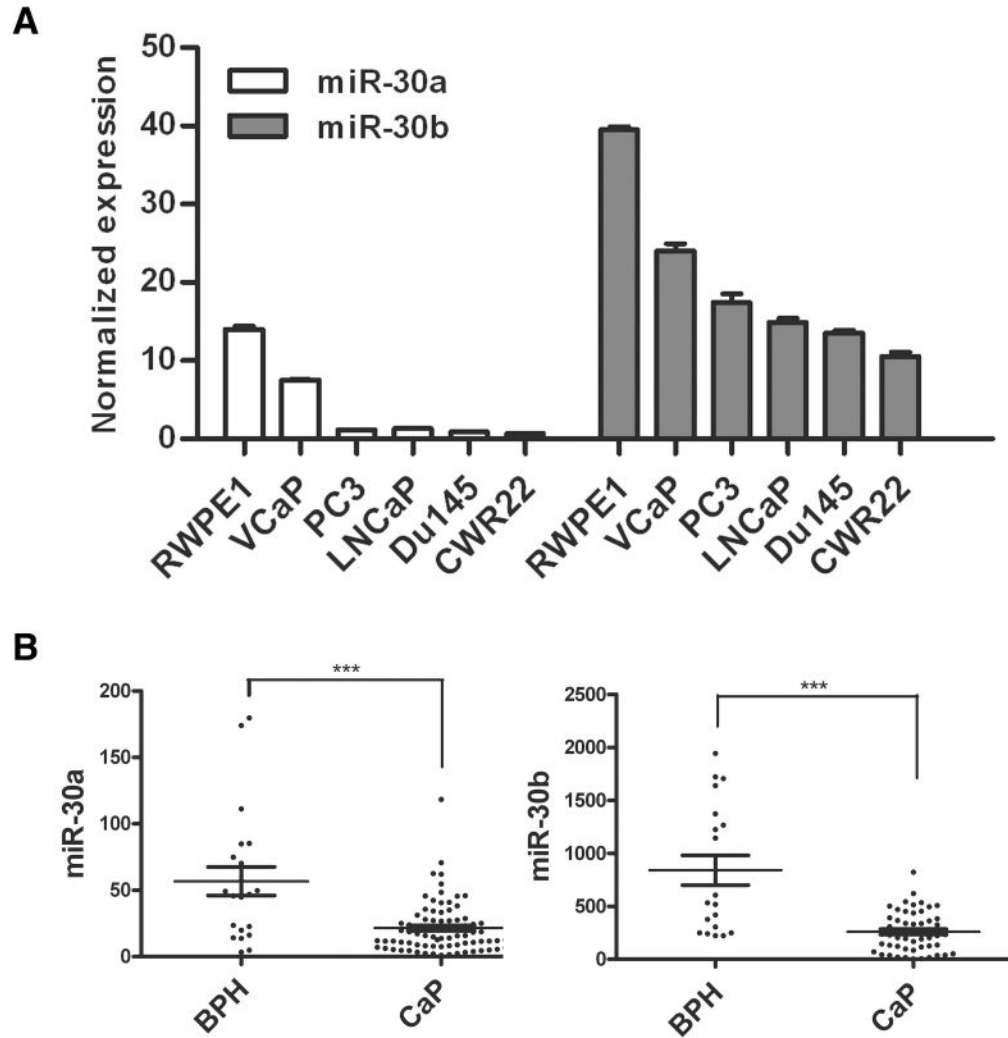 A
Normalized expression
50
40
30
20
10
0
miR-30a
miR-30b
RWPE1
VCaP
PC3
LNCaP
Du145
CWR22
RWPE1
VCaP
PC3
LNCaP
Du145
CWR22
B
miR-30a
200
150
100
50
0
***
BPH
CaP
miR-30b
2500
2000
1500
1000
500
0
***
BPH
CaP